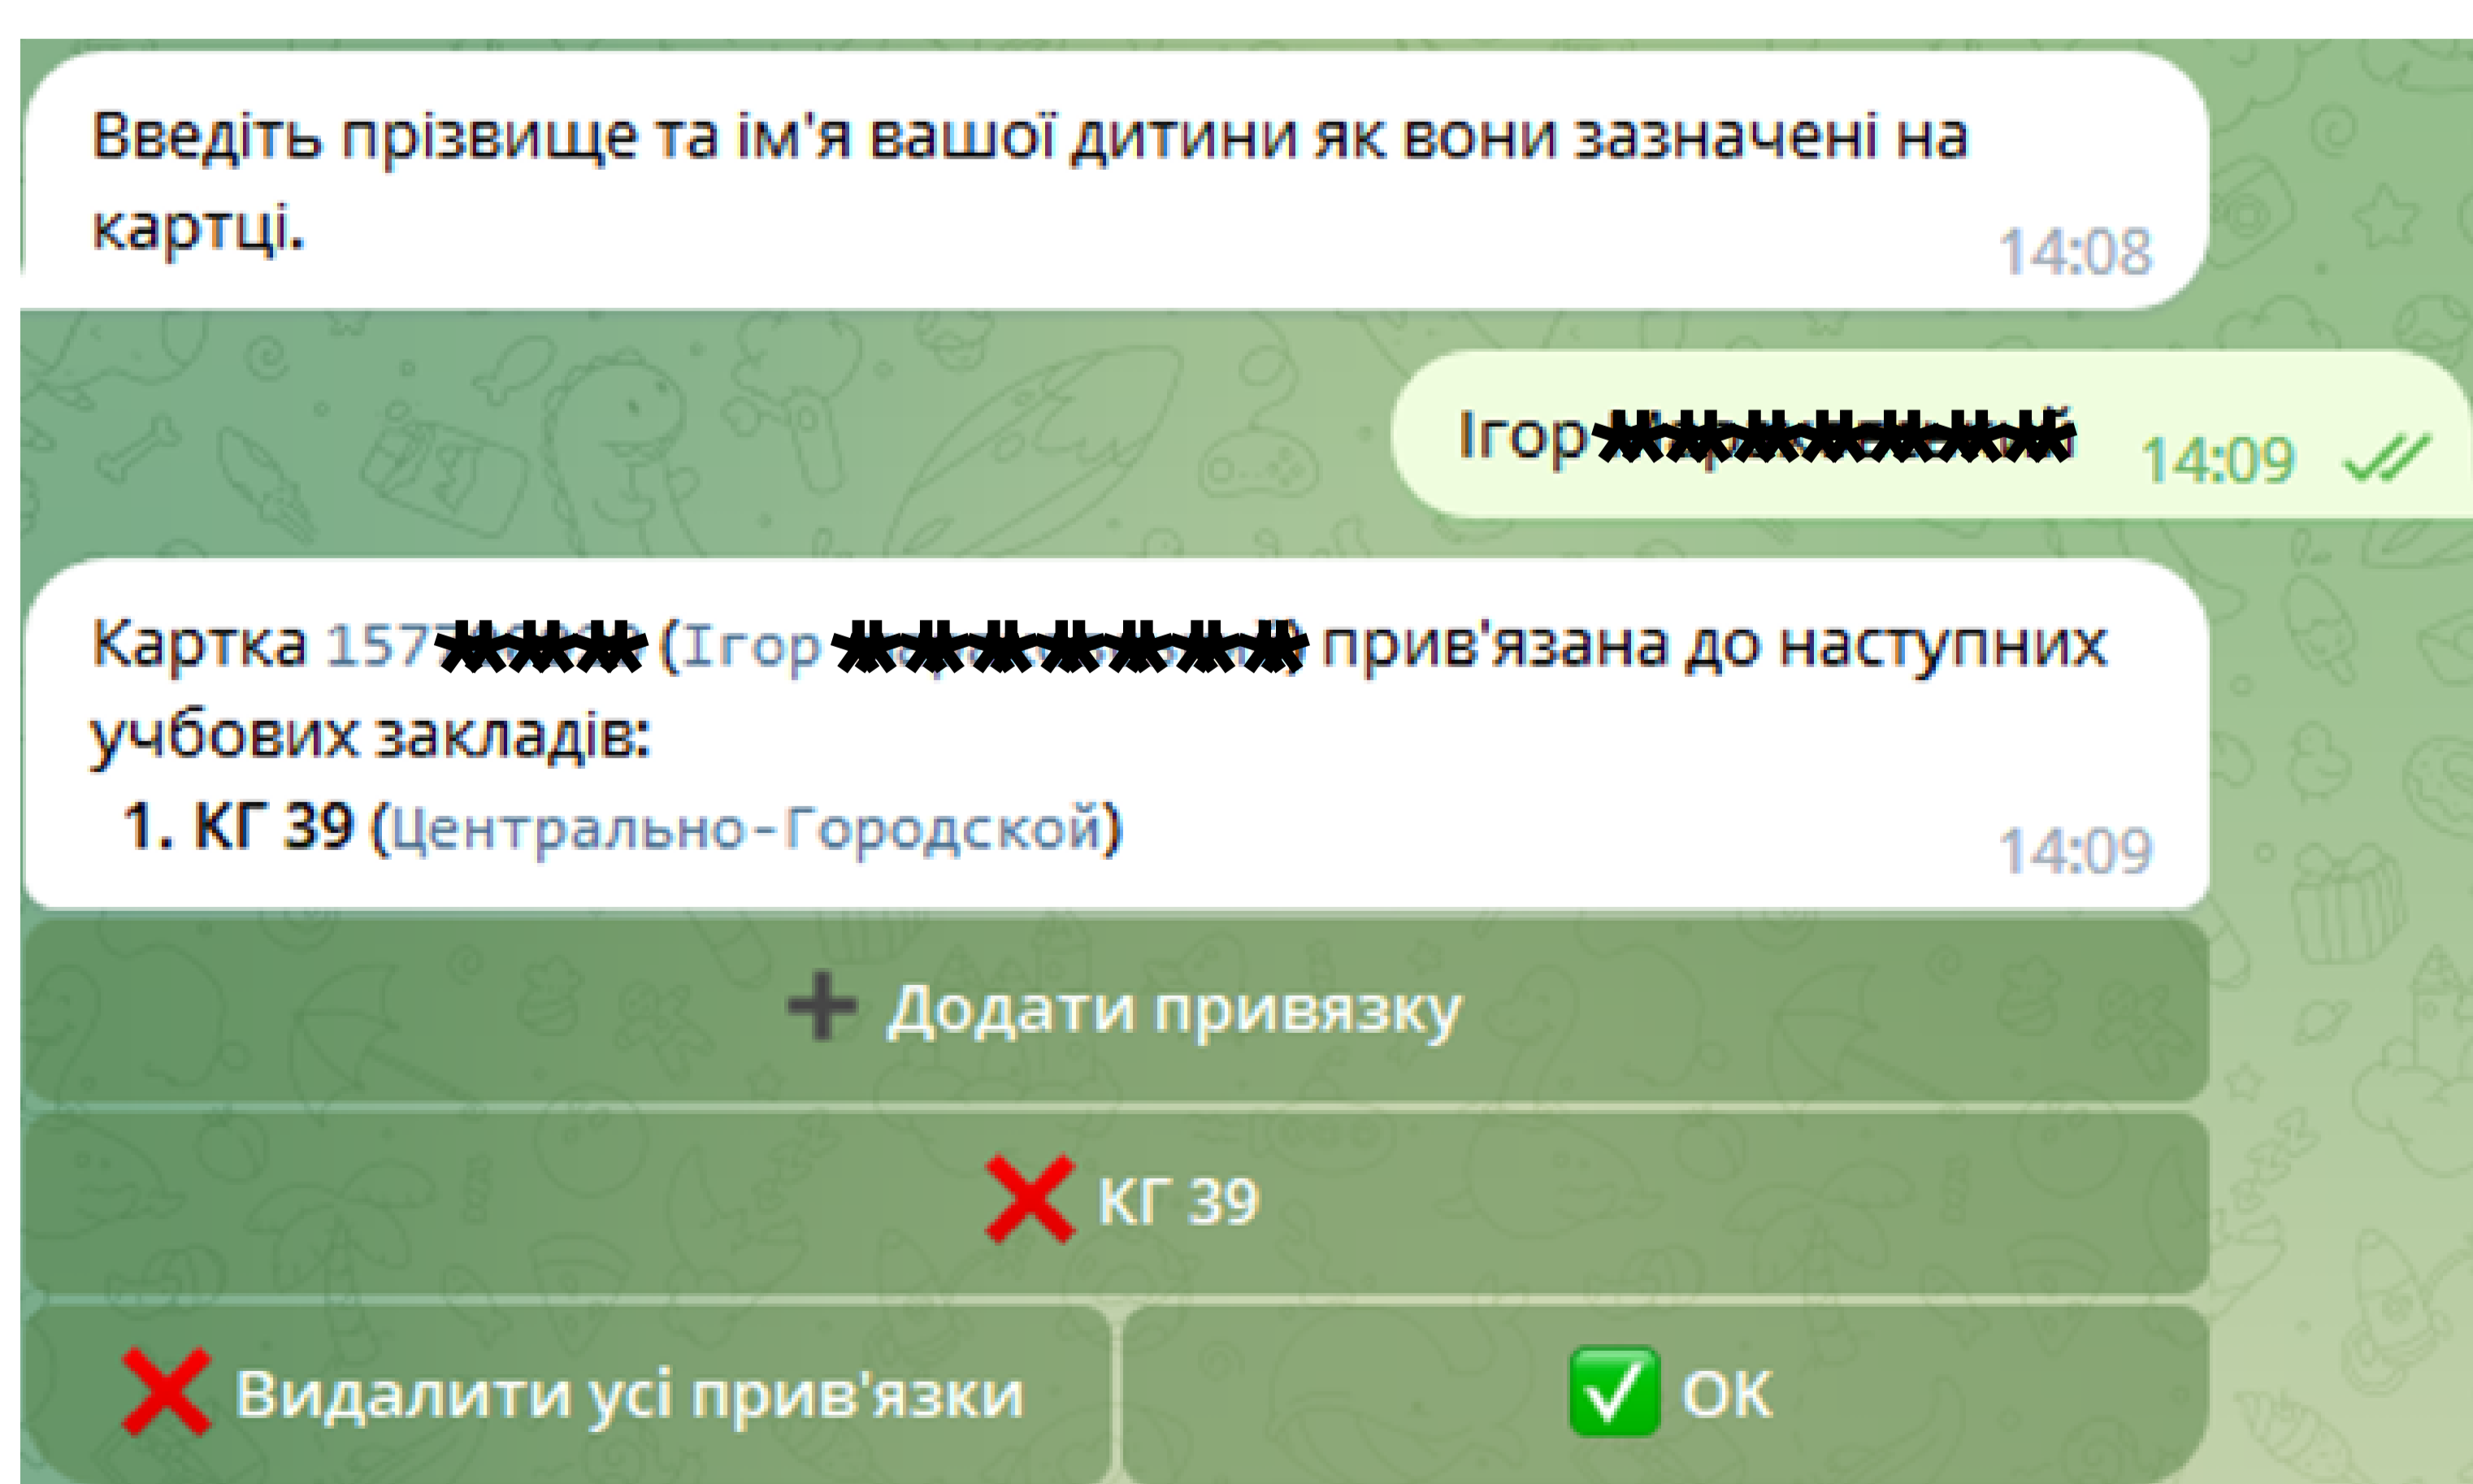 Введіть прізвище та ім'я вашої дитини як вони зазначені на
картці.
14:08
Ігор
14:09
Картка 157 (Ігор ) прив'язана до наступних
учбових закладів:
1. КГ 39 (Центрально-Городской)
14:09
Додати привязку
КГ 39
Видалити усі прив'язки
ОК